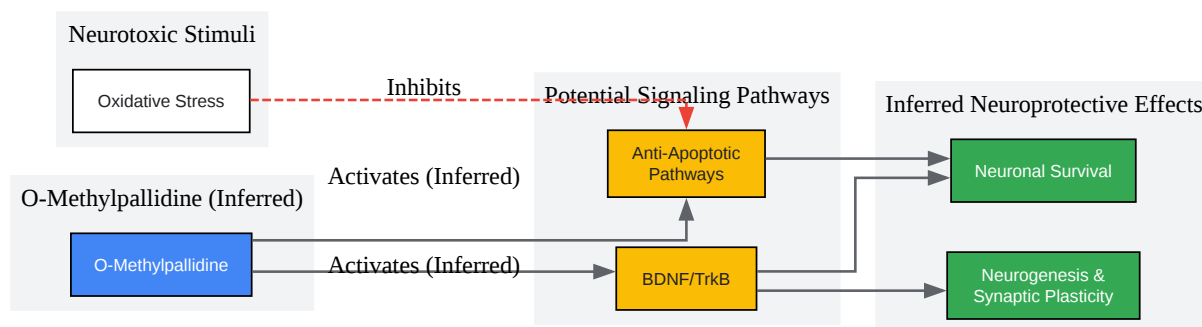 Neurotoxic Stimuli
Oxidative Stress
Inhibits
Potential Signaling Pathways
Inferred Neuroprotective Effects
Anti-Apoptotic
Pathways
Neuronal Survival
Activates (Inferred)
O-Methylpallidine (Inferred)
O-Methylpallidine
Activates (Inferred)
BDNF/TrkB
Neurogenesis &
Synaptic Plasticity